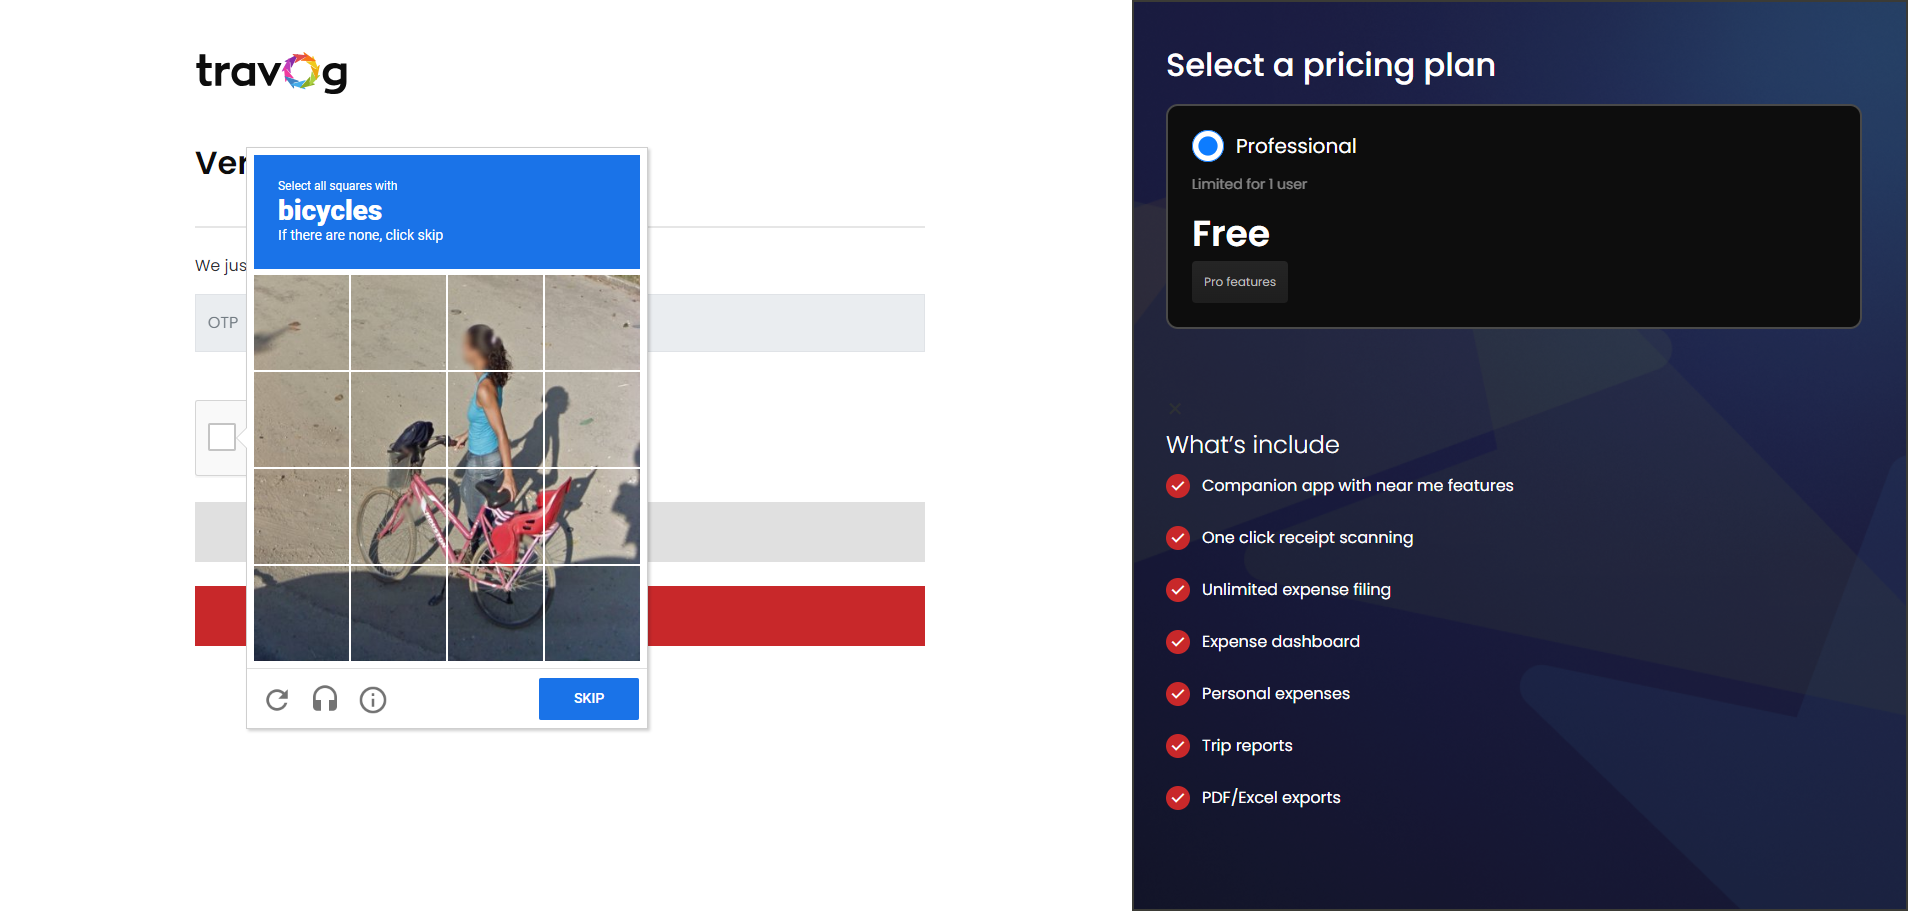 travog
Ver
Select all squares with
bicycles
If there are none, click skip
We jus
OTP
SKIP
Select a pricing plan
Professional
Limited for 1 user
Free
Pro features
What's include
Companion app with near me features
One click receipt scanning
Unlimited expense filing
Expense dashboard
Personal expenses
Trip reports
PDF/Excel exports